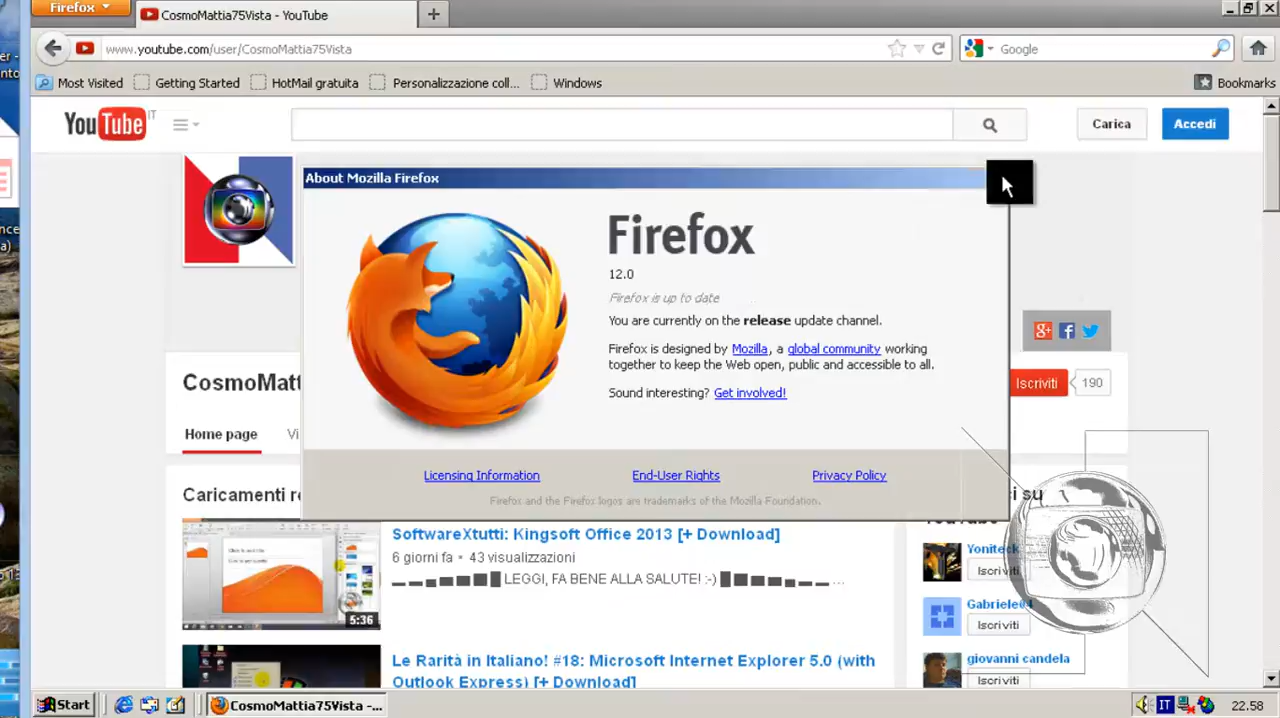 Firefox
CosmoMattia75Vista - YouTube
www.youtube.com/user/CosmoMattia75Vista
Google
Most Visited
Getting Started
HotMail gratuita
Personalizzazione coll...
Windows
Bookmarks
YouTube IT
Carica
Accedi
About Mozilla Firefox
Firefox
12.0
Firefox is up to date
You are currently on the release update channel.
Firefox is designed by Mozilla, a global community working
together to keep the Web open, public and accessible to all.
Sound interesting? Get involved!
Licensing Information
End-User Rights
Privacy Policy
Firefox and the Firefox logos are trademarks of the Mozilla Foundation.
CosmoMatt
Iscriviti
190
Home page
Vi
Caricamenti re
SoftwareXtutti: Kingsoft Office 2013 [+ Download]
6 giorni fa • 43 visualizzazioni
LEGGI, FA BENE ALLA SALUTE! :-)
5:36
Le Rarità in Italiano! #18: Microsoft Internet Explorer 5.0 (with
Outlook Express) [+ Download]
su
YouTube
Yoniteck
Iscriviti
Iscriviti
giovanni candela
Iscriviti
Start
CosmoMattia75Vista -...
IT
22.58